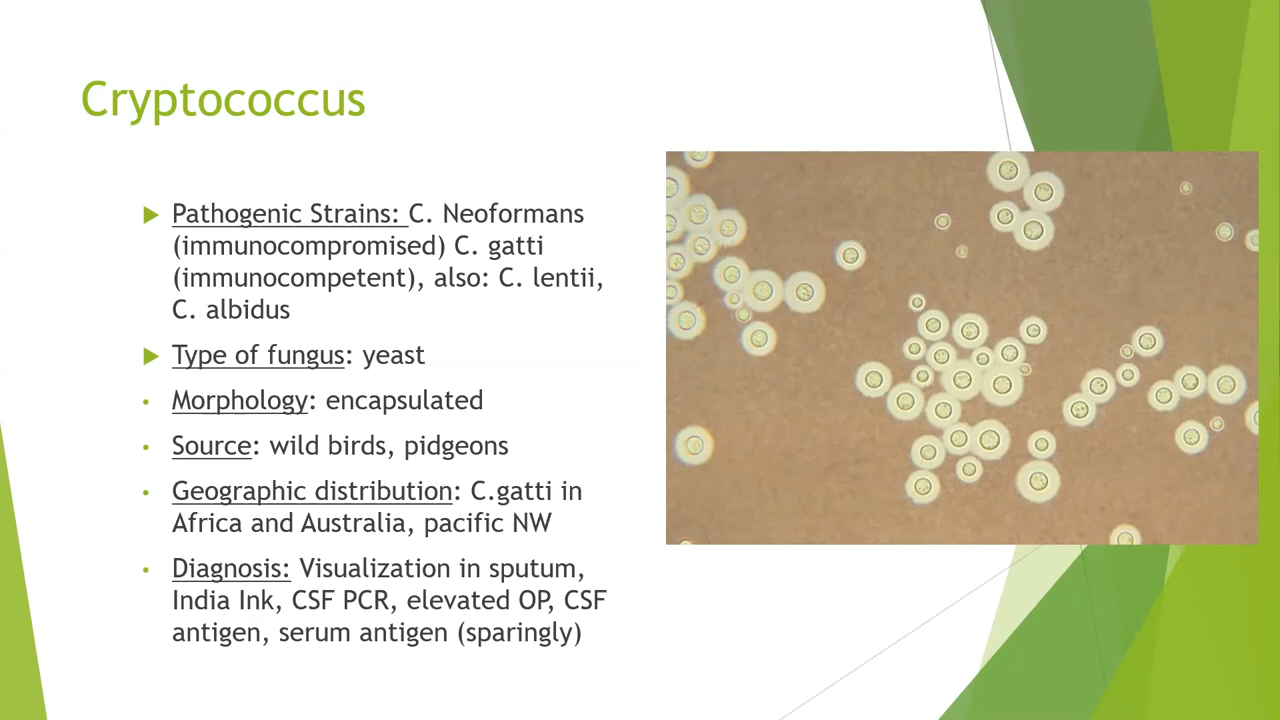 Cryptococcus
Pathogenic Strains: C. Neoformans
(immunocompromised) C. gatti
(immunocompetent), also: C. lentii,
C. albidus
Type of fungus: yeast
Morphology: encapsulated
Source: wild birds, pidgeons
Geographic distribution: C.gatti in
Africa and Australia, pacific NW
Diagnosis: Visualization in sputum,
India Ink, CSF PCR, elevated OP, CSF
antigen, serum antigen (sparingly)